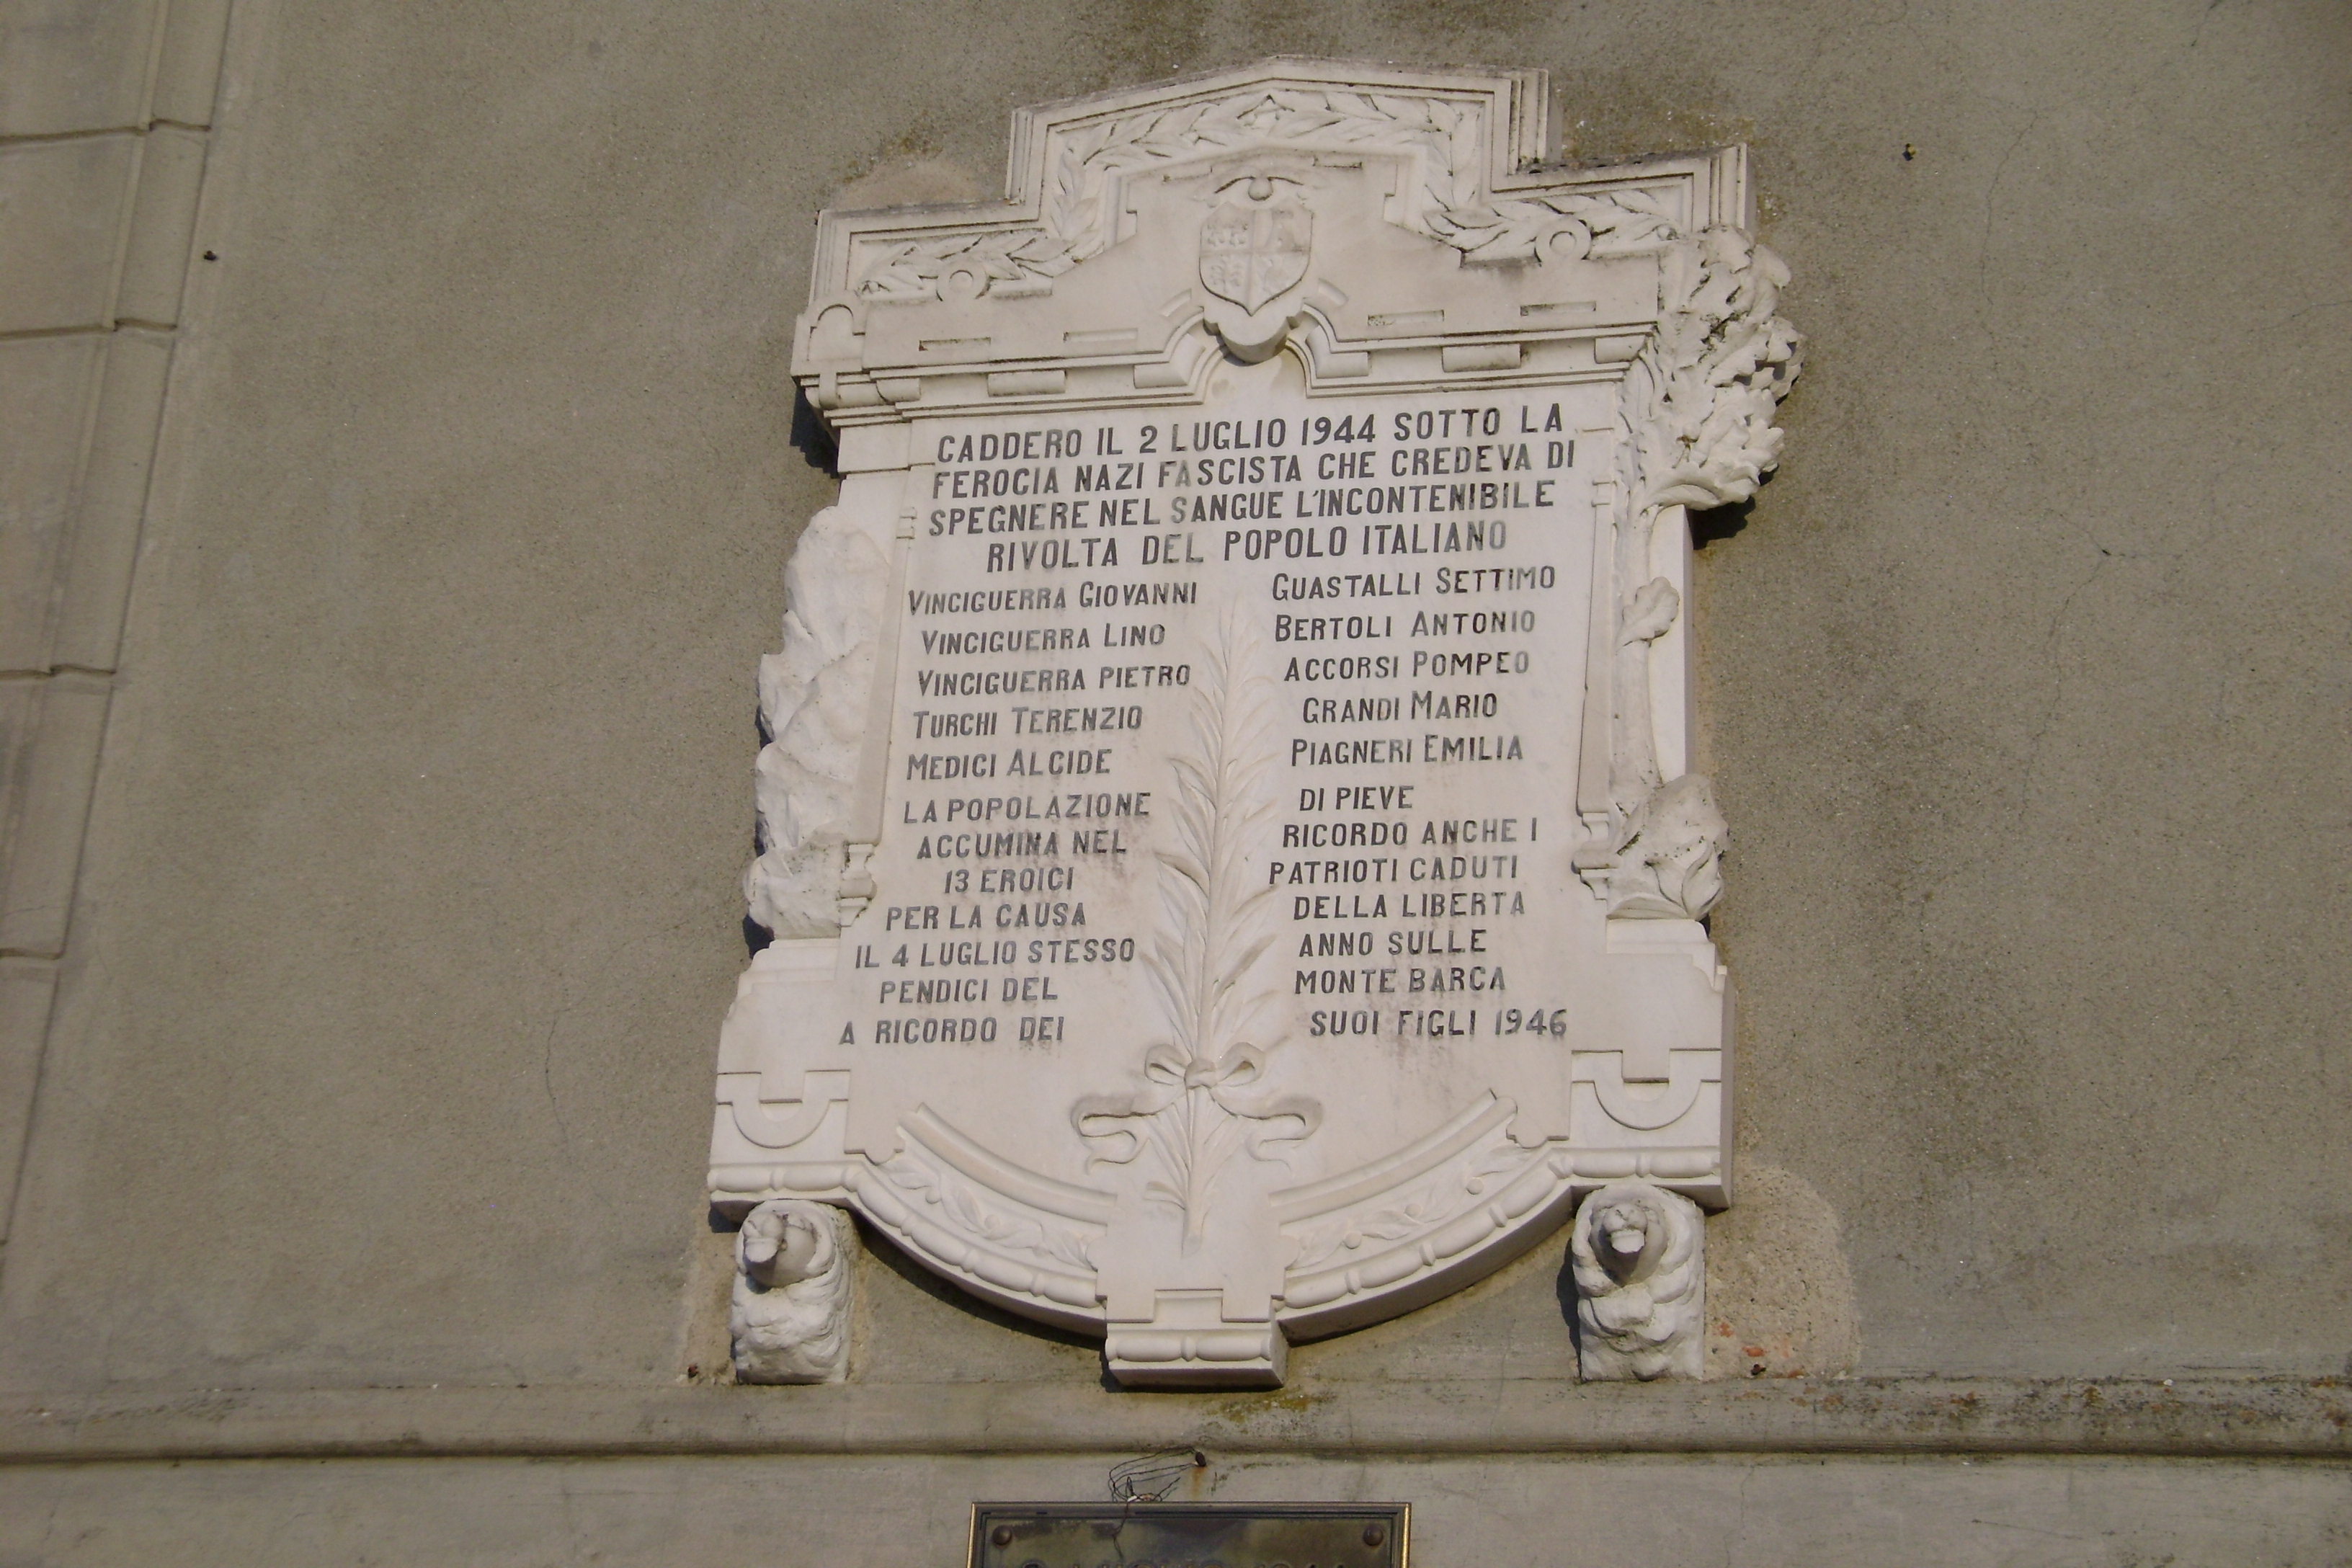 CADDERO IL 2 LUGLIO 1944 SOTTO LA
FEROCIA NAZI FASCISTA CHE CREDEVA DI
SPEGNERE NEL SANGUE L'INCONTENIBILE
RIVOLTA DEL POPOLO ITALIANO
VINCIGUERRA GIOVANNI GUASTALLI SETTIMO
VINCIGUERRA LINO BERTOLI ANTONIO
VINCIGUERRA PIETRO ACCORSI POMPEO
TURCHI TERENZIO GRANDI MARIO
MEDICI ALCIDE PIAGNERI EMILIA
LA POPOLAZIONE DI PIEVE
ACCUMINA NEL RICORDO ANCHE I
13 EROICI PATRIOTI CADUTI
PER LA CAUSA DELLA LIBERTA
IL 4 LUGLIO STESSO ANNO SULLE
PENDICI DEL MONTE BARCA
A RICORDO DEI SUOI FIGLI 1946